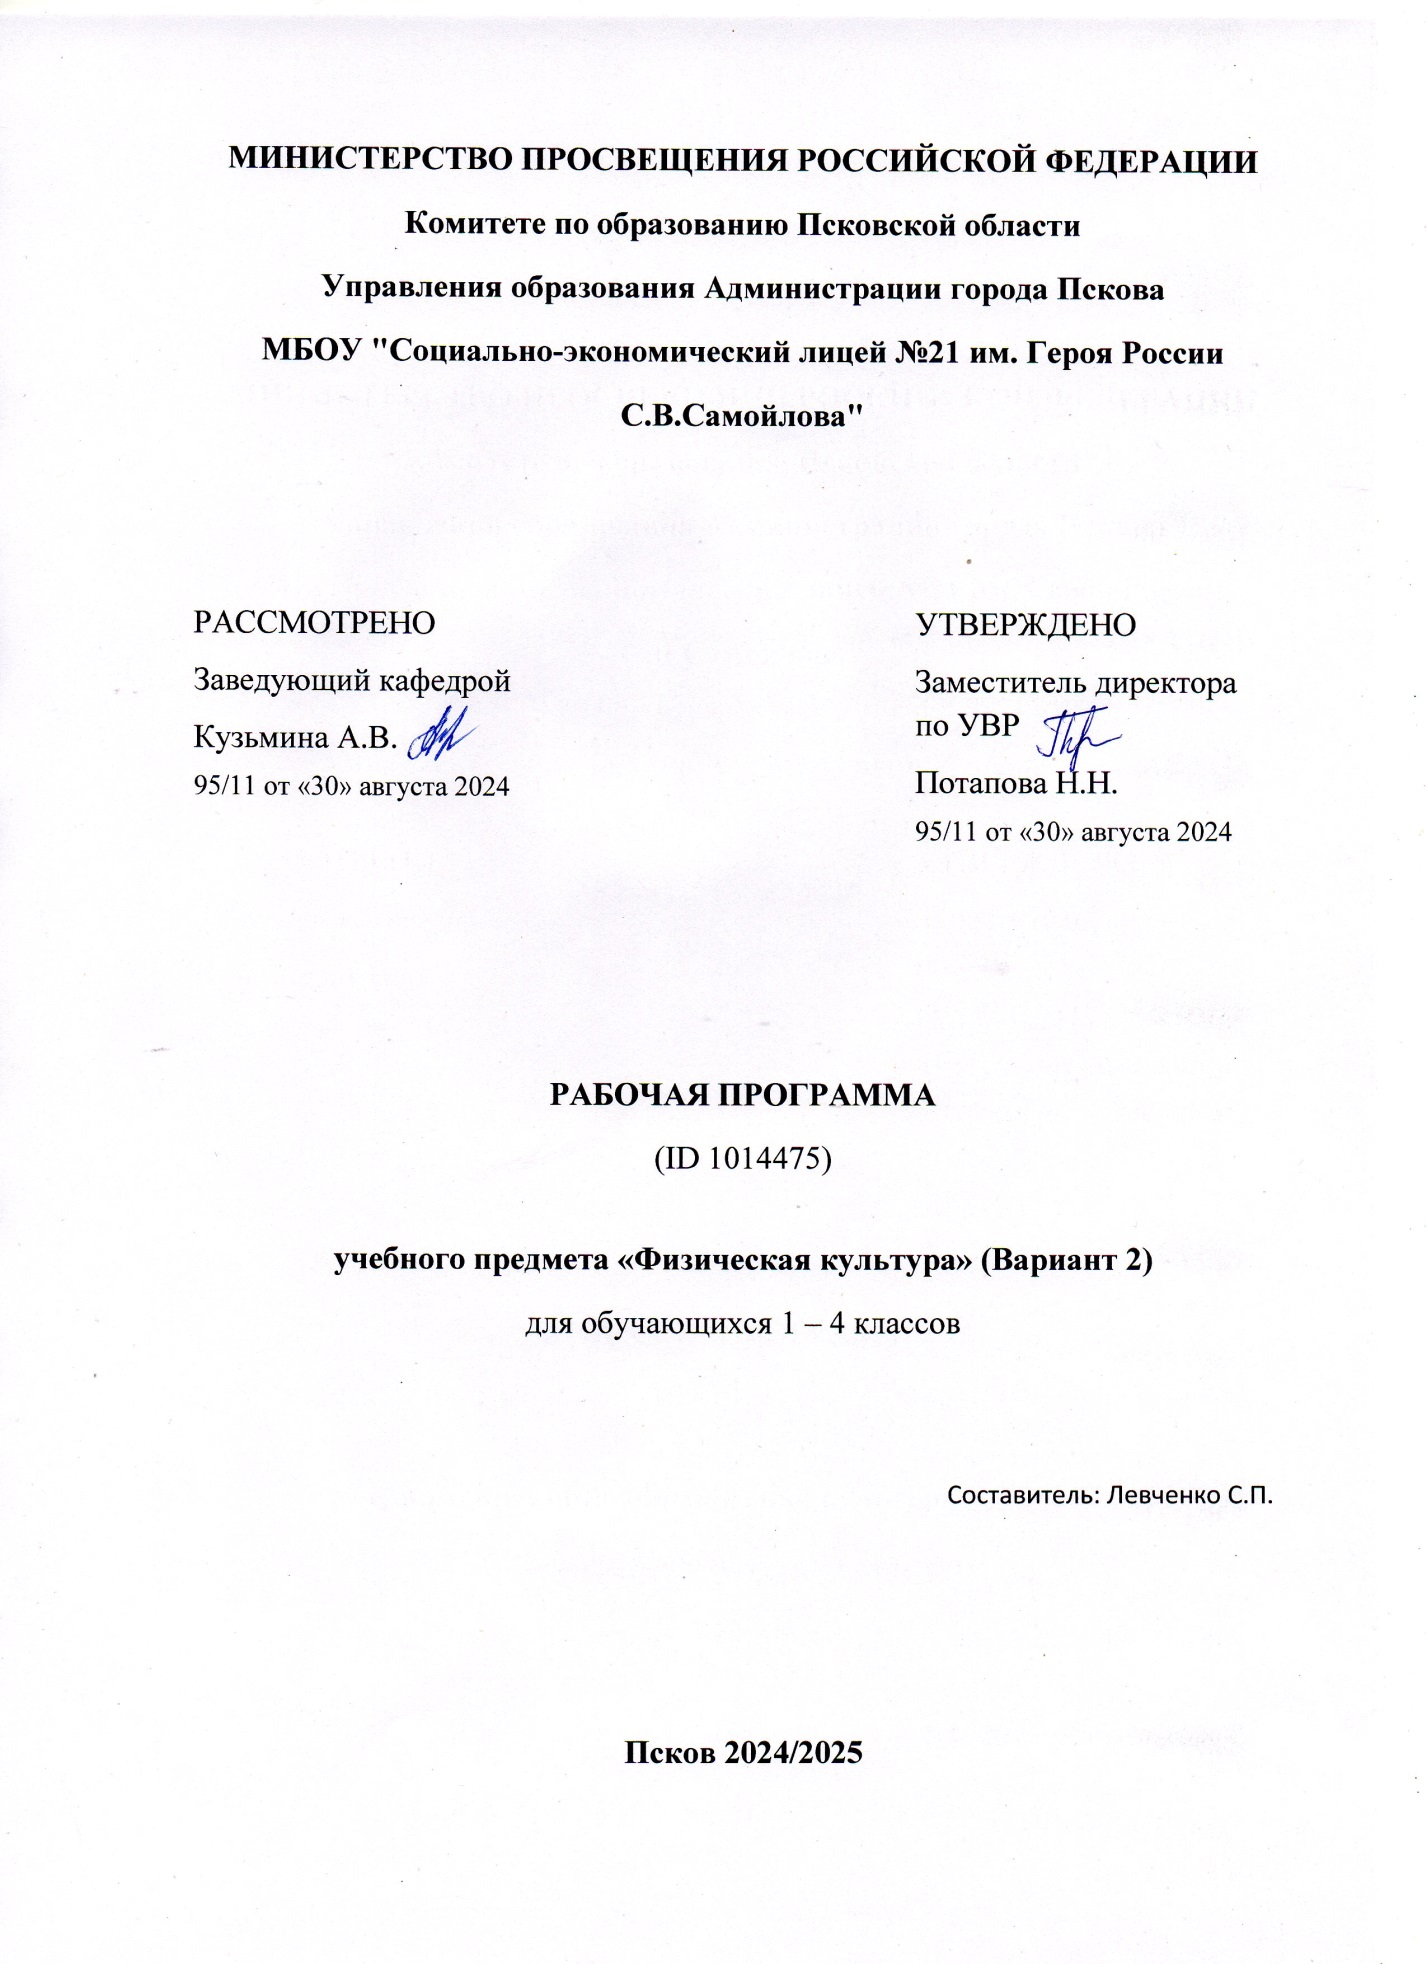 МИНИСТЕРСТВО ПРОСВЕЩЕНИЯ РОССИЙСКОЙ ФЕДЕРАЦИИ
Комитете по образованию Псковской области
Управления образования Администрации города Пскова
МБОУ "Социально-экономический лицей №21 им. Героя России
С.В.Самойлова"
РАССМОТРЕНО
Заведующий кафедрой
Кузьмина А.В.
95/11 от «30» августа 2024
УТВЕРЖДЕНО
Заместитель директора
по УВР
Потапова Н.Н.
95/11 от «30» августа 2024
РАБОЧАЯ ПРОГРАММА
(ID 1014475)
учебного предмета «Физическая культура» (Вариант 2)
для обучающихся 1 – 4 классов
Составитель: Левченко С.П.
Псков 2024/2025